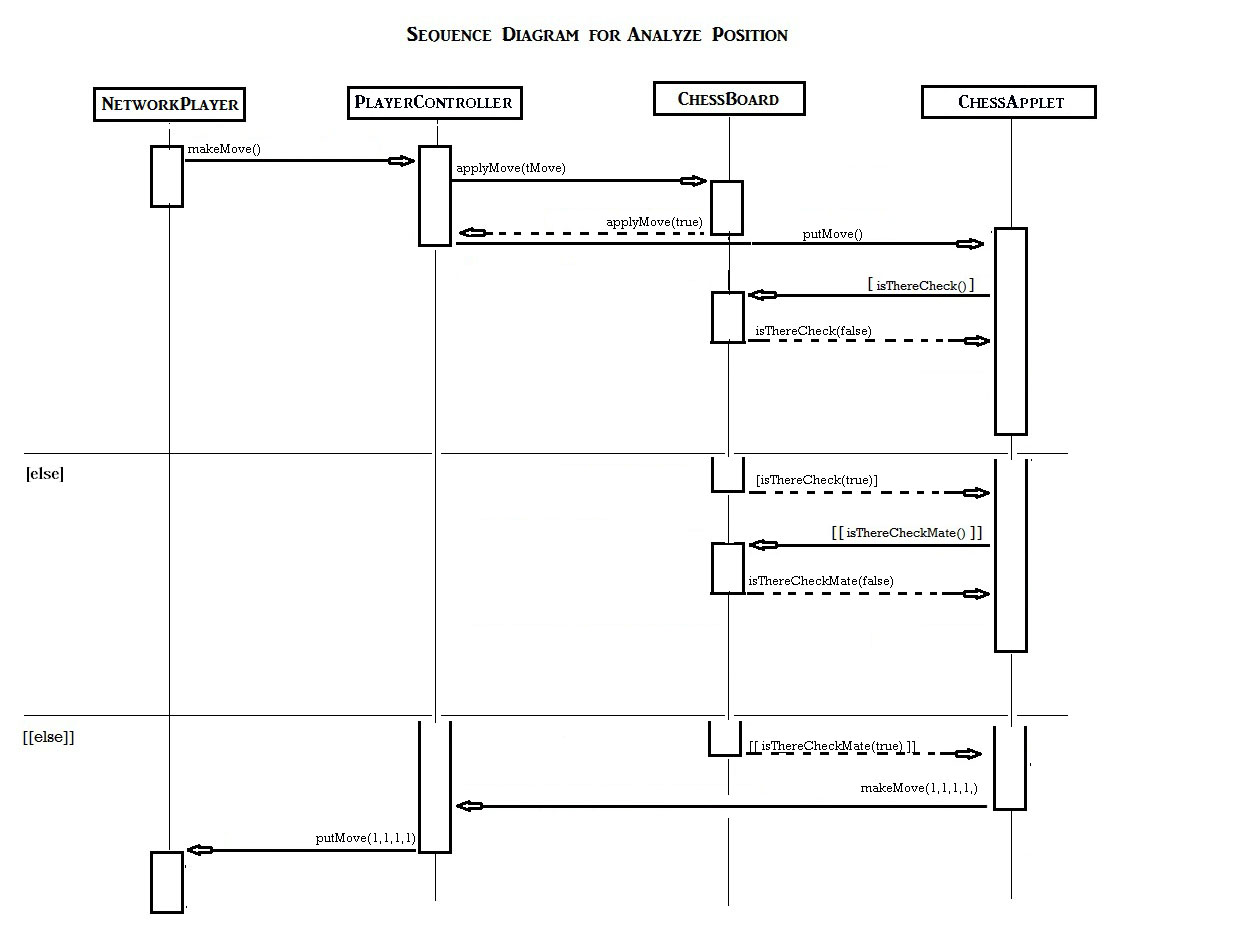 SEQUENCE DIAGRAM FOR ANALYZE POSITION
NETWORKPLAYER
PLAYERCONTROLLER
CHESSBOARD
CHESSAPPLET
makeMove()
applyMove(tMove)
applyMove(true)
putMove()
[ isThereCheck() ]
isThereCheck(false)
[else]
[isThereCheck(true)]
[[ isThereCheckMate() ]]
isThereCheckMate(false)
[[else]]
[[ isThereCheckMate(true) ]]
makeMove(1,1,1,1,)
putMove(1,1,1,1)